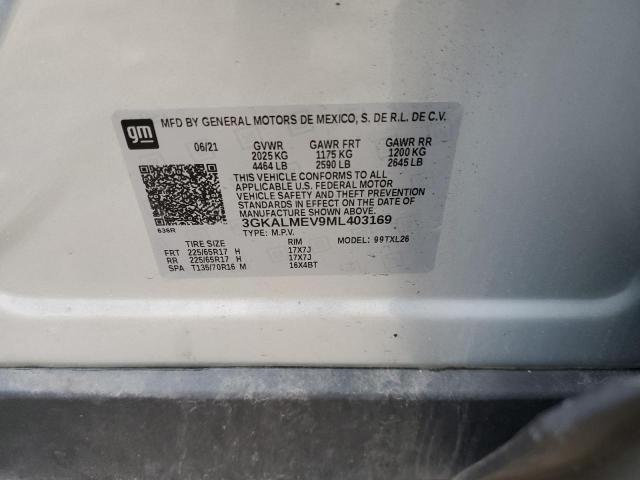 gm
MFD BY GENERAL MOTORS DE MEXICO, S. DE R.L. DE C.V.
06/21 GVWR GAWR FRT GAWR RR
2025 KG 1175 KG 1200 KG
4464 LB 2590 LB 2645 LB
THIS VEHICLE CONFORMS TO ALL
APPLICABLE U.S. FEDERAL MOTOR
VEHICLE SAFETY AND THEFT PREVENTION
STANDARDS IN EFFECT ON THE DATE OF
MANUFACTURE SHOWN ABOVE.
3GKALMEV9ML403169
636R TYPE: M.P.V. MODEL: 99TXL26
TIRE SIZE RIM
FRT 225/65R17 H 17X7J
RR 225/65R17 H 17X7J
SPA T135/70R16 M 16X4BT